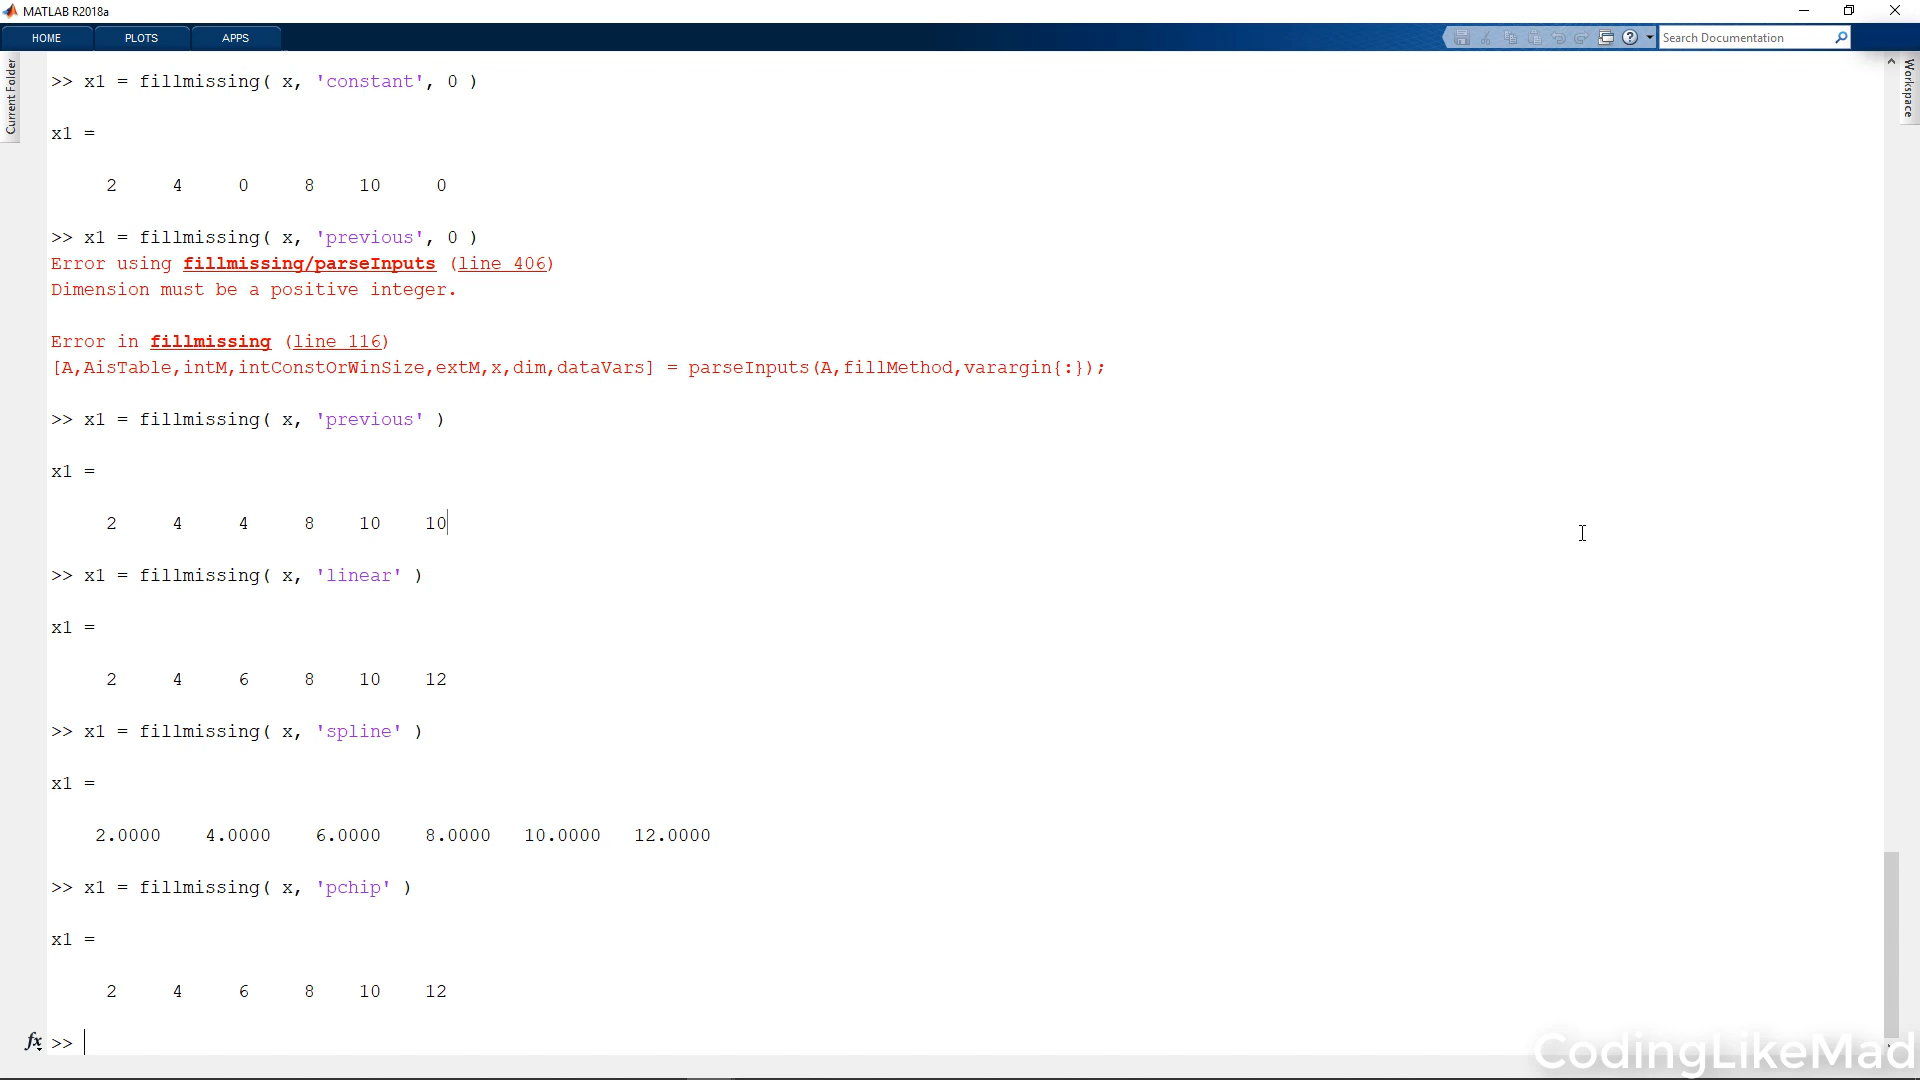 MATLAB R2018a
HOME PLOTS APPS
Search Documentation
Current Folder
Workspace
>> x1 = fillmissing( x, 'constant', 0 )
x1 =
2 4 0 8 10 0
>> x1 = fillmissing( x, 'previous', 0 )
Error using fillmissing/parseInputs (line 406)
Dimension must be a positive integer.
Error in fillmissing (line 116)
[A,AisTable,intM,intConstOrWinSize,extM,x,dim,dataVars] = parseInputs(A,fillMethod,varargin{:});
>> x1 = fillmissing( x, 'previous' )
x1 =
2 4 4 8 10 10
>> x1 = fillmissing( x, 'linear' )
x1 =
2 4 6 8 10 12
>> x1 = fillmissing( x, 'spline' )
x1 =
2.0000 4.0000 6.0000 8.0000 10.0000 12.0000
>> x1 = fillmissing( x, 'pchip' )
x1 =
2 4 6 8 10 12
fx >>
CodingLikeMad